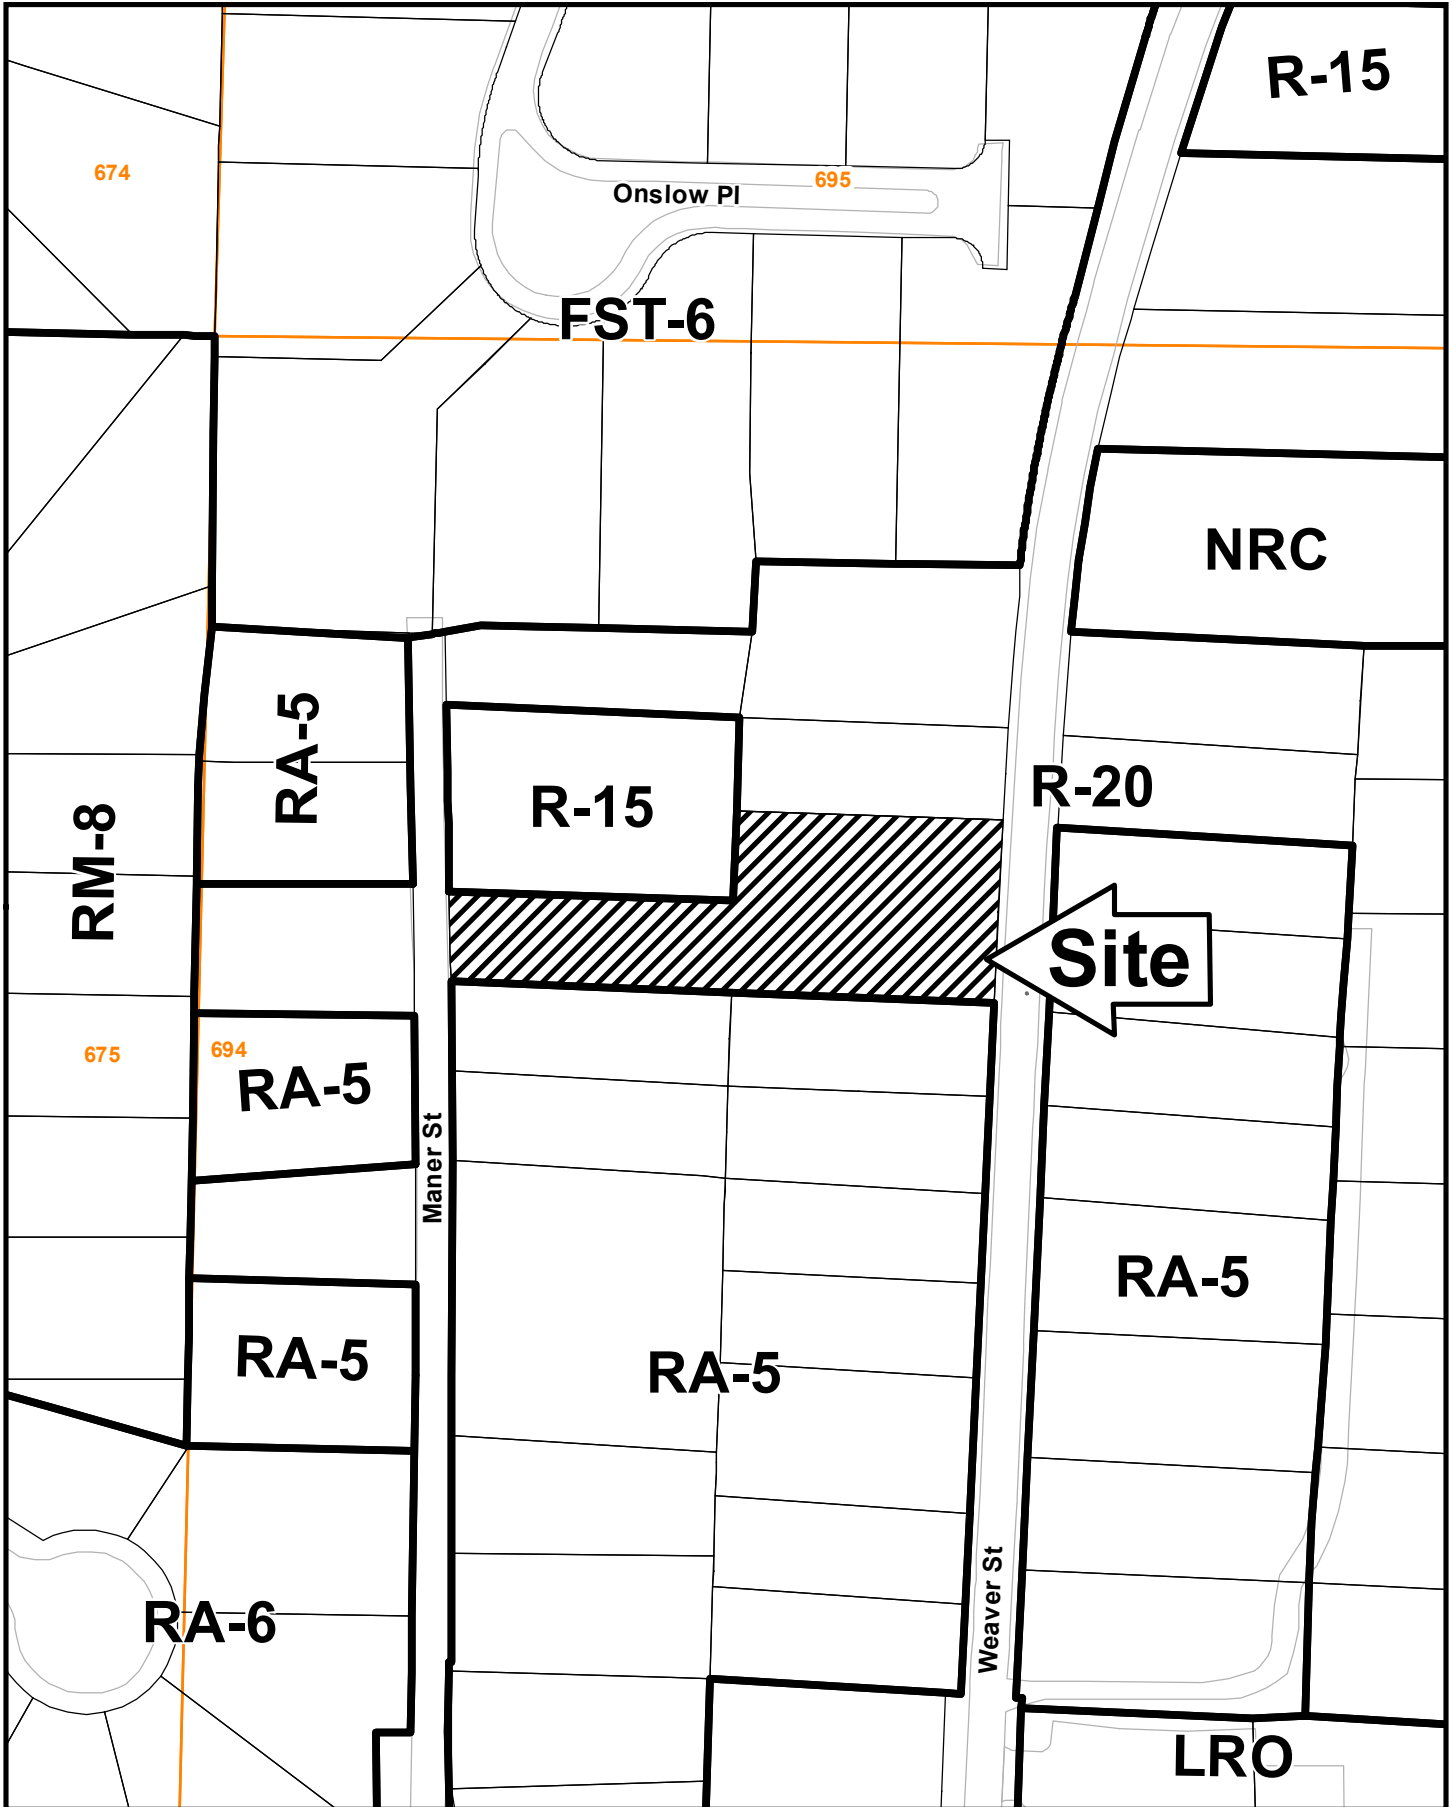 R-15
674
695
Onslow Pl
FST-6
NRC
RA-5
R-20
R-15
RM-8
Site
675
694
RA-5
Maner St
RA-5
RA-5
RA-5
Weaver St
RA-6
LRO